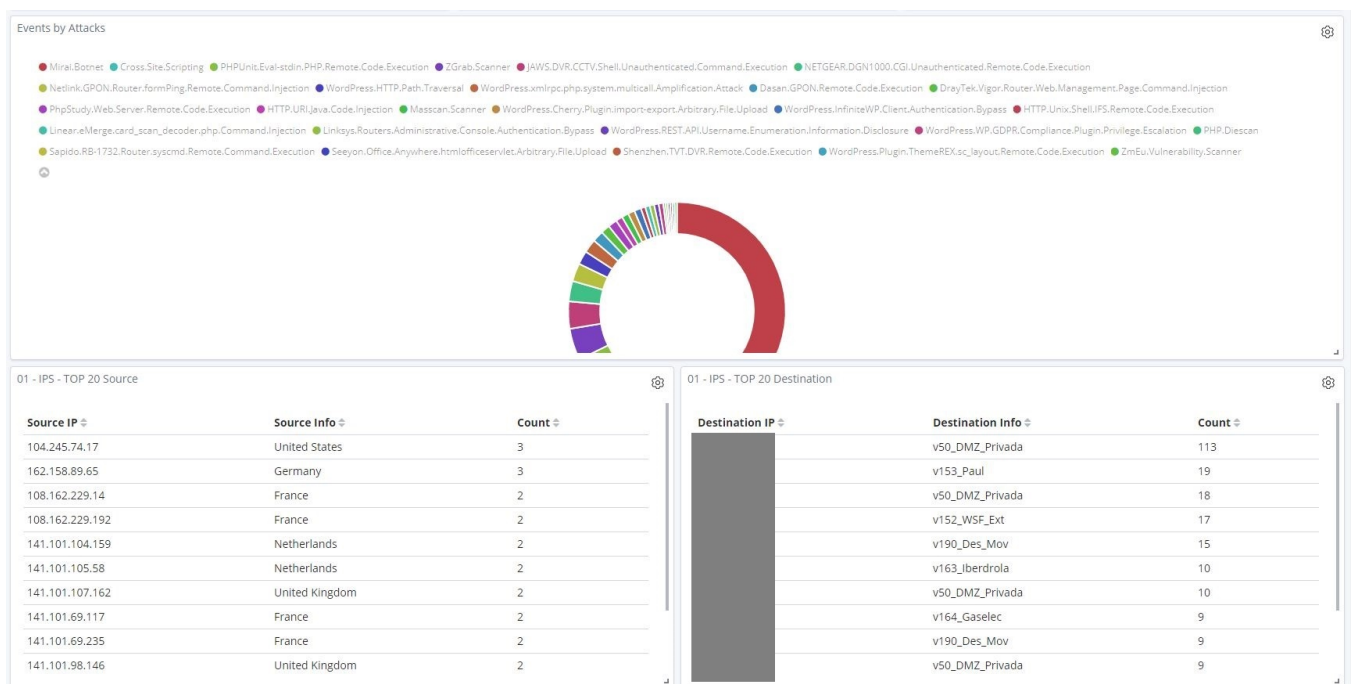 Events by Attacks
Mirai.Botnet Cross.Site.Scripting PHPUnit.Eval-stdin.PHP.Remote.Code.Execution ZGrab.Scanner JAWS.DVR.CCTV.Shell.Unauthenticated.Command.Execution NETGEAR.DGN1000.CGI.Unauthenticated.Remote.Code.Execution
Netlink.GPON.Router.formPing.Remote.Command.Injection WordPress.HTTP.Path.Traversal WordPress.xmlrpc.php.system.multicall.Amplification.Attack Dasan.GPON.Remote.Code.Execution DrayTek.Vigor.Router.Web.Management.Page.Command.Injection
PhpStudy.Web.Server.Remote.Code.Execution HTTP.URI.Java.Code.Injection Masscan.Scanner WordPress.Cherry.Plugin.import-export.Arbitrary.File.Upload WordPress.InfiniteWP.Client.Authentication.Bypass HTTP.Unix.Shell.IFS.Remote.Code.Execution
Linear.eMerge.card_scan_decoder.php.Command.Injection Linksys.Routers.Administrative.Console.Authentication.Bypass WordPress.REST.API.Username.Enumeration.Information.Disclosure WordPress.WP.GDPR.Compliance.Plugin.Privilege.Escalation PHP.Diescan
Sapido.RB-1732.Router.syscmd.Remote.Command.Execution Seeyon.Office.Anywhere.htmlofficeservlet.Arbitrary.File.Upload Shenzhen.TVT.DVR.Remote.Code.Execution WordPress.Plugin.ThemeREX.sc_layout.Remote.Code.Execution ZmEu.Vulnerability.Scanner
01 - IPS - TOP 20 Source
Source IP Source Info Count
104.245.74.17 United States 3
162.158.89.65 Germany 3
108.162.229.14 France 2
108.162.229.192 France 2
141.101.104.159 Netherlands 2
141.101.105.58 Netherlands 2
141.101.107.162 United Kingdom 2
141.101.69.117 France 2
141.101.69.235 France 2
141.101.98.146 United Kingdom 2
01 - IPS - TOP 20 Destination
Destination IP Destination Info Count
v50_DMZ_Privada 113
v153_Paul 19
v50_DMZ_Privada 18
v152_WSF_Ext 17
v190_Des_Mov 15
v163_Iberdrola 10
v50_DMZ_Privada 10
v164_Gaselec 9
v190_Des_Mov 9
v50_DMZ_Privada 9